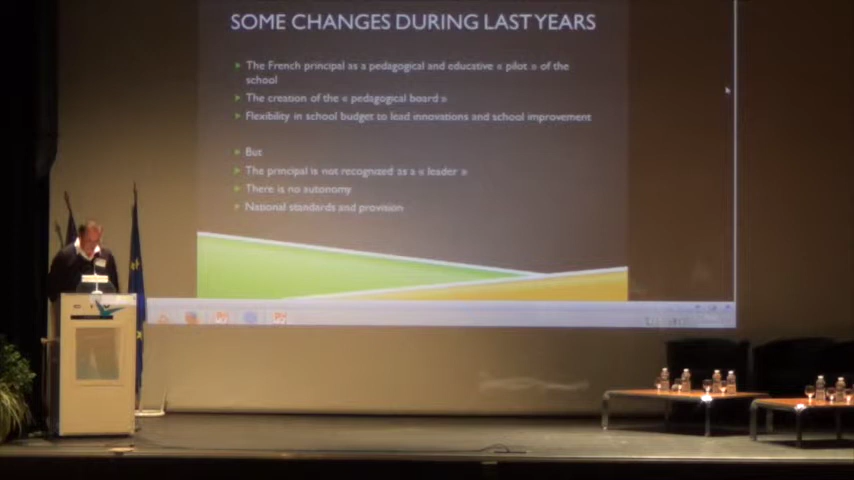 SOME CHANGES DURING LAST YEARS
The French principal as a pedagogical and educative « pilot » of the
school
The creation of the « pedagogical board »
Flexibility in school budget to lead innovations and school improvement
But
The principal is not recognized as a « leader »
There is no autonomy
National standards and provision